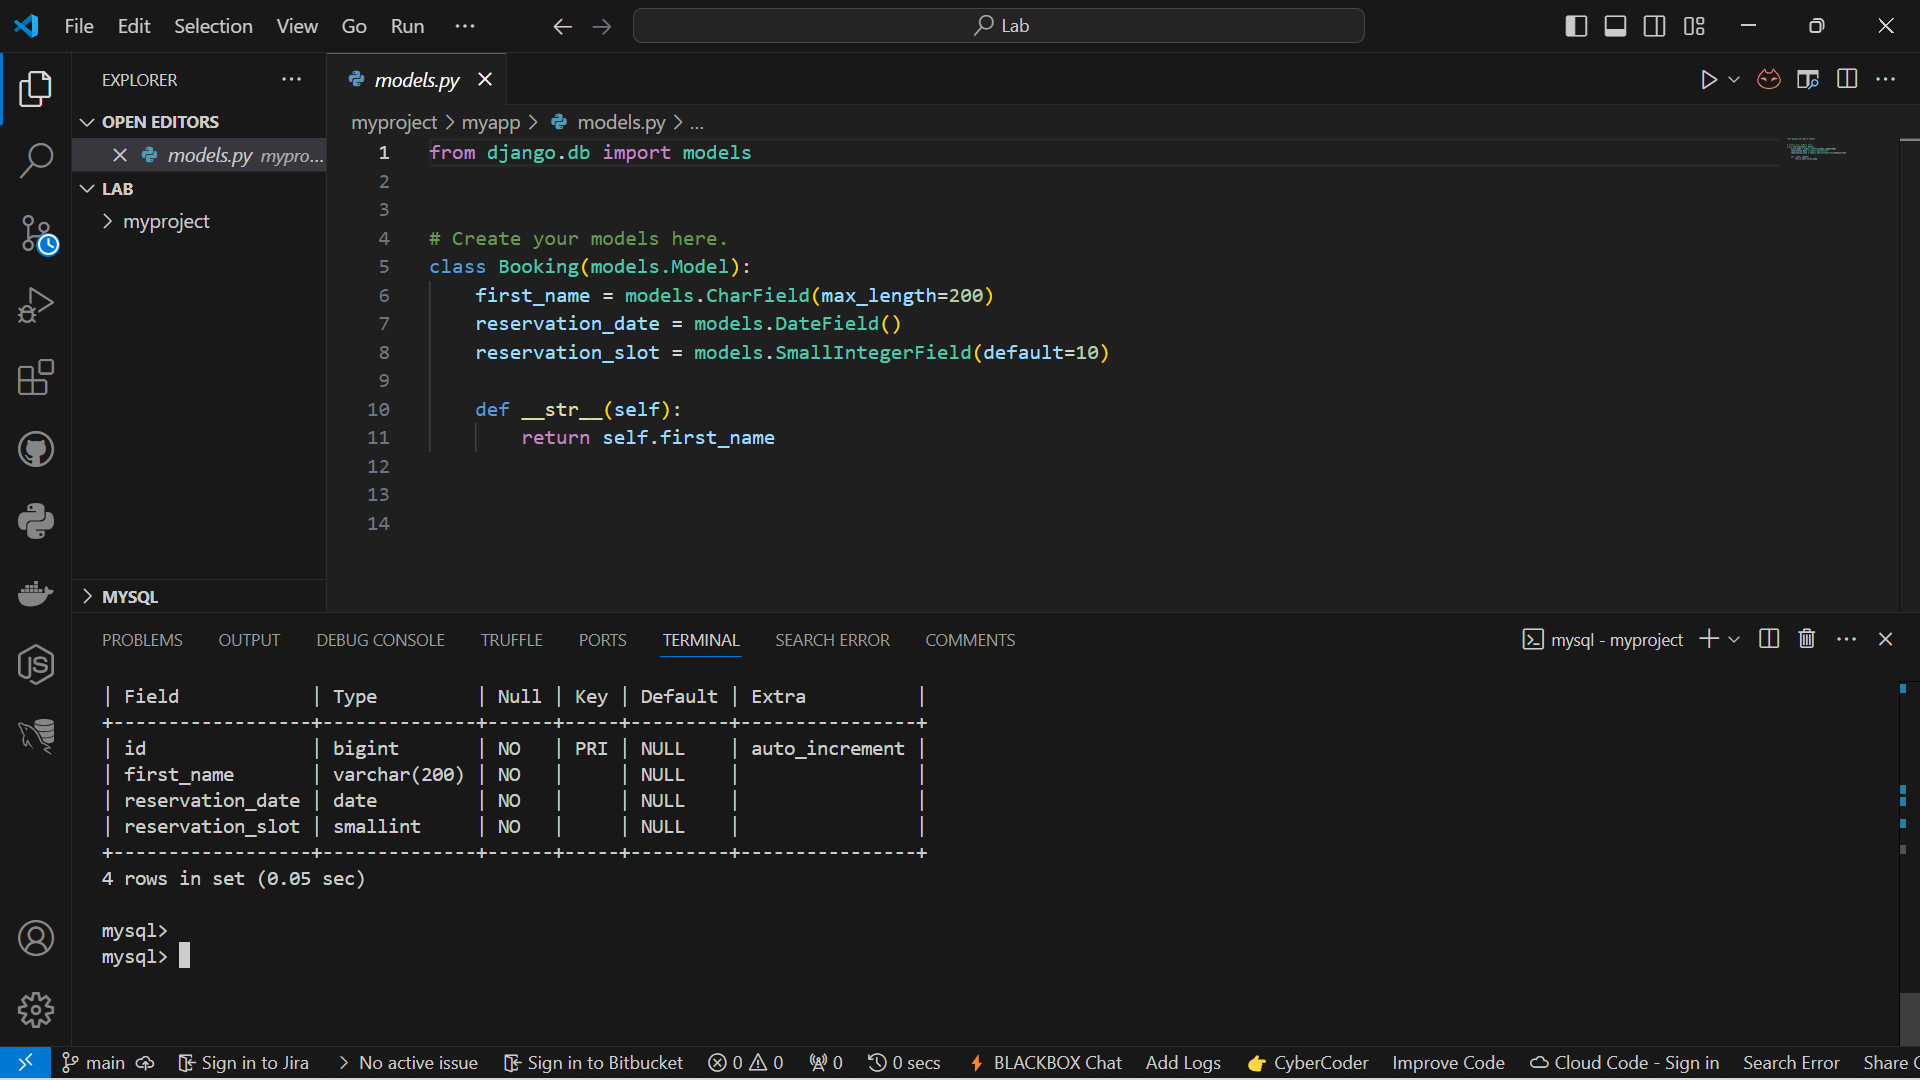 File Edit Selection View Go Run ··· Lab
EXPLORER ···
OPEN EDITORS
models.py mypro...
LAB
myproject
MYSQL
models.py
myproject > myapp > models.py > ...
1 from django.db import models
2
3
4 # Create your models here.
5 class Booking(models.Model):
6 first_name = models.CharField(max_length=200)
7 reservation_date = models.DateField()
8 reservation_slot = models.SmallIntegerField(default=10)
9
10 def __str__(self):
11 return self.first_name
12
13
14
PROBLEMS OUTPUT DEBUG CONSOLE TRUFFLE PORTS TERMINAL SEARCH ERROR COMMENTS mysql - myproject
| Field | Type | Null | Key | Default | Extra |
+------------------+--------------+------+-----+---------+----------------+
| id | bigint | NO | PRI | NULL | auto_increment |
| first_name | varchar(200) | NO | | NULL | |
| reservation_date | date | NO | | NULL | |
| reservation_slot | smallint | NO | | NULL | |
+------------------+--------------+------+-----+---------+----------------+
4 rows in set (0.05 sec)
mysql>
mysql>
main Sign in to Jira > No active issue Sign in to Bitbucket 0 0 0 0 secs BLACKBOX Chat Add Logs 👉 CyberCoder Improve Code Cloud Code - Sign in Search Error Share